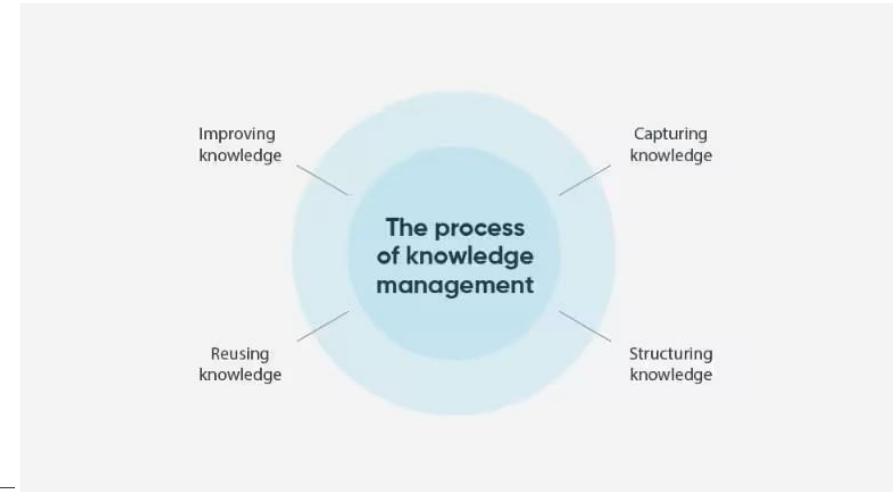 Improving
knowledge
Capturing
knowledge
The process
of knowledge
management
Reusing
knowledge
Structuring
knowledge